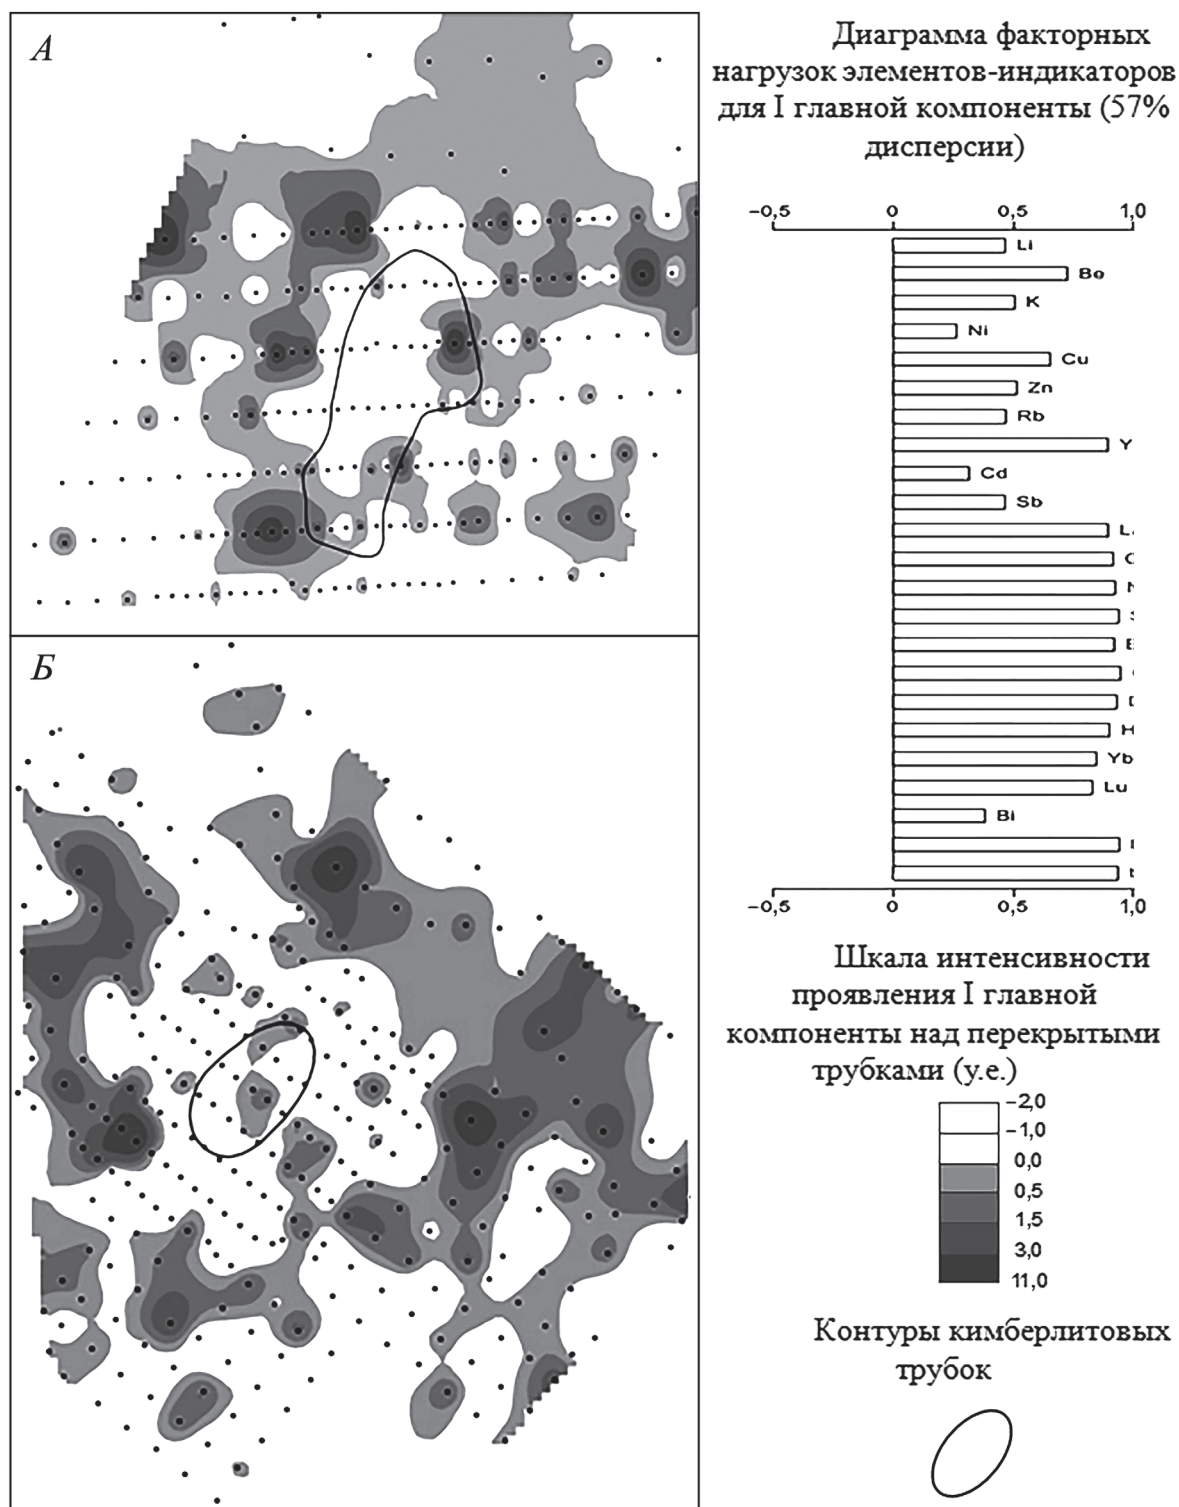 А
Б
Диаграмма факторных
нагрузок элементов-индикаторов
для I главной компоненты (57%
дисперсии)
−0,5 0 0,5 1,0
Li
Be
K
Ni
Cu
Zn
Rb
Y
Cd
Sb
Yb
Lu
Bi
−0,5 0 0,5 1,0
Шкала интенсивности
проявления I главной
компоненты над перекрытыми
трубками (у.е.)
−2,0
−1,0
0,0
0,5
1,5
3,0
11,0
Контуры кимберлитовых
трубок